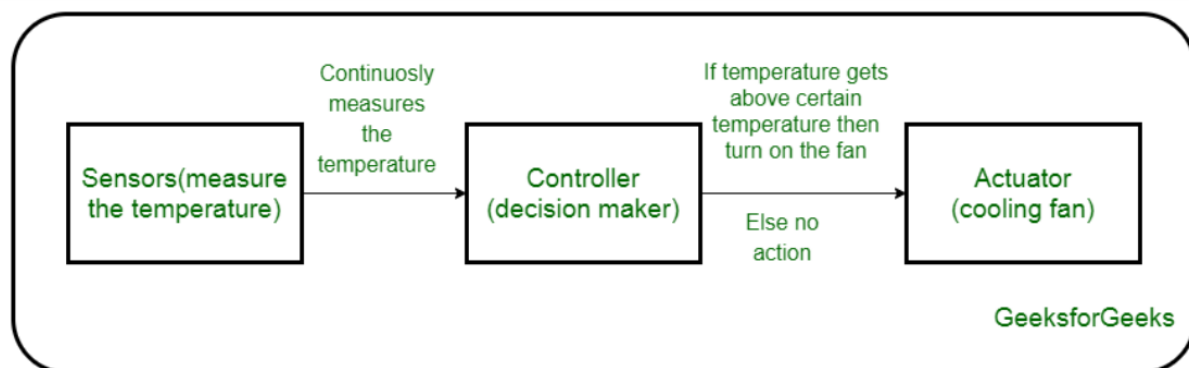 Continuosly
measures
the
temperature
If temperature gets
above certain
temperature then
turn on the fan
Sensors(measure
the temperature)
Controller
(decision maker)
Actuator
(cooling fan)
Else no
action
GeeksforGeeks